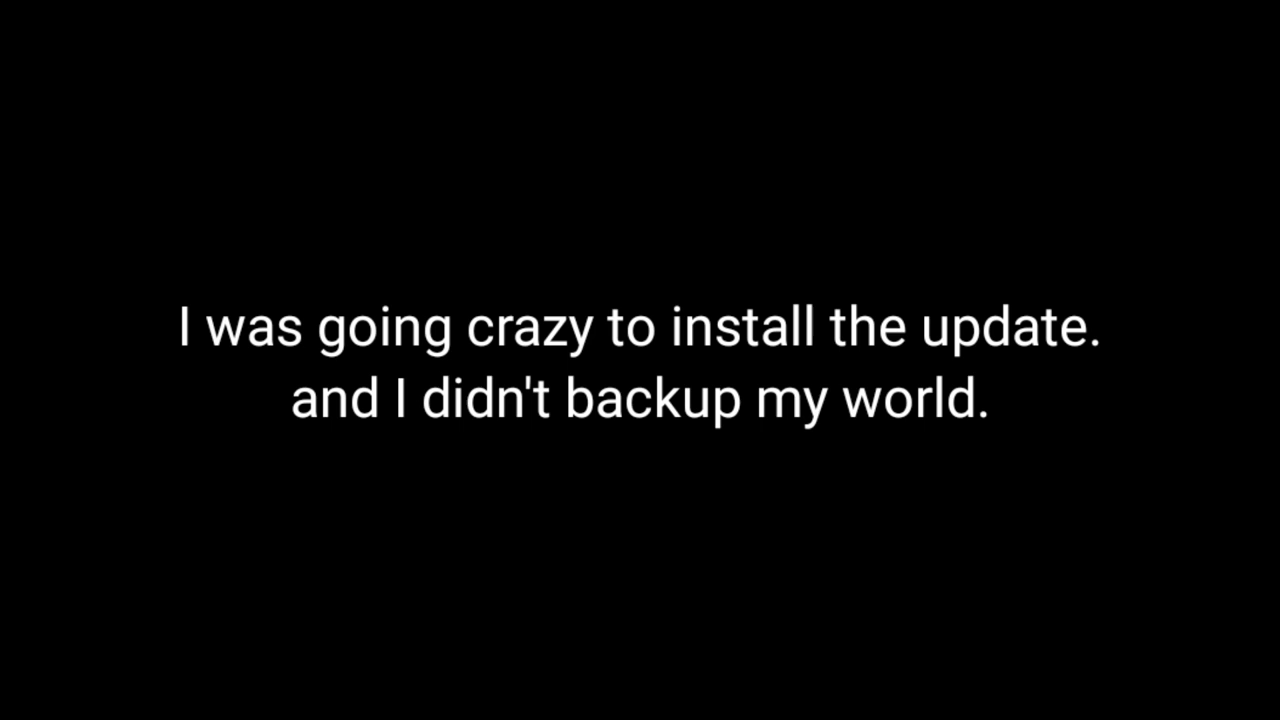 I was going crazy to install the update.
and I didn't backup my world.